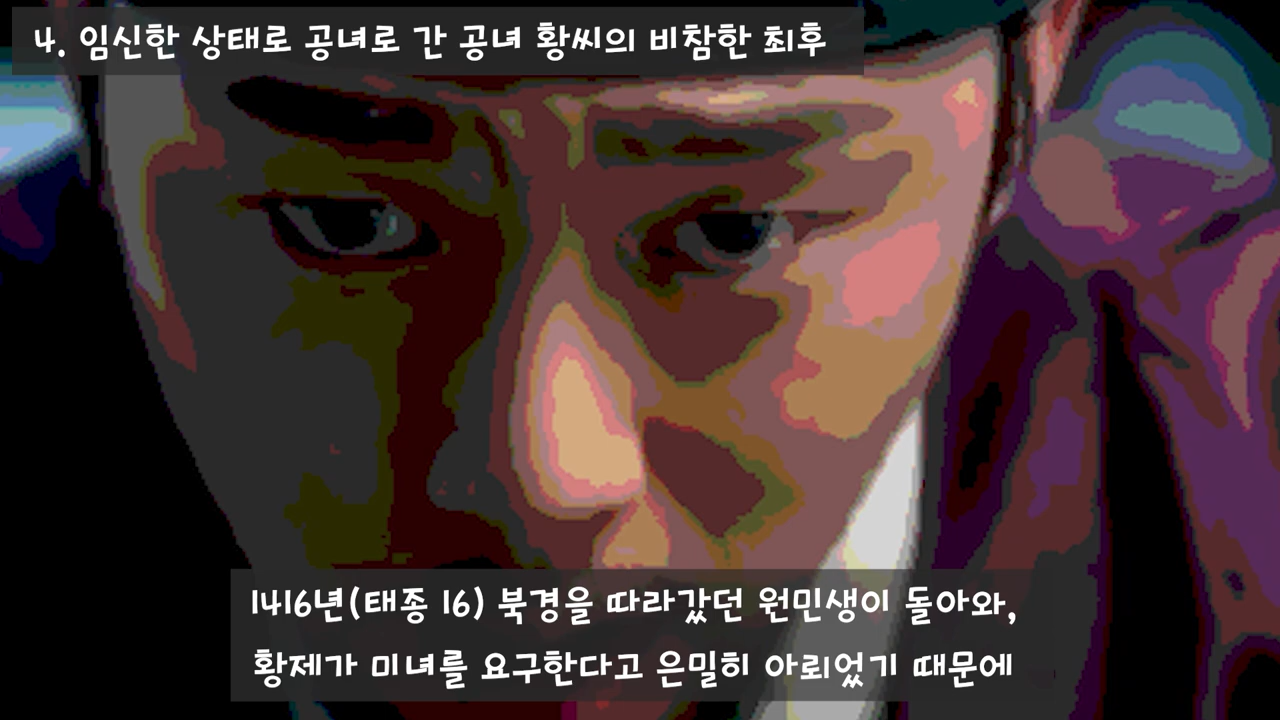 4. 임신한 상태로 공녀로 간 공녀 황씨의 비참한 최후
1416년(태종 16) 북경을 따라갔던 원민생이 돌아와,
황제가 미녀를 요구한다고 은밀히 아뢰었기 때문에